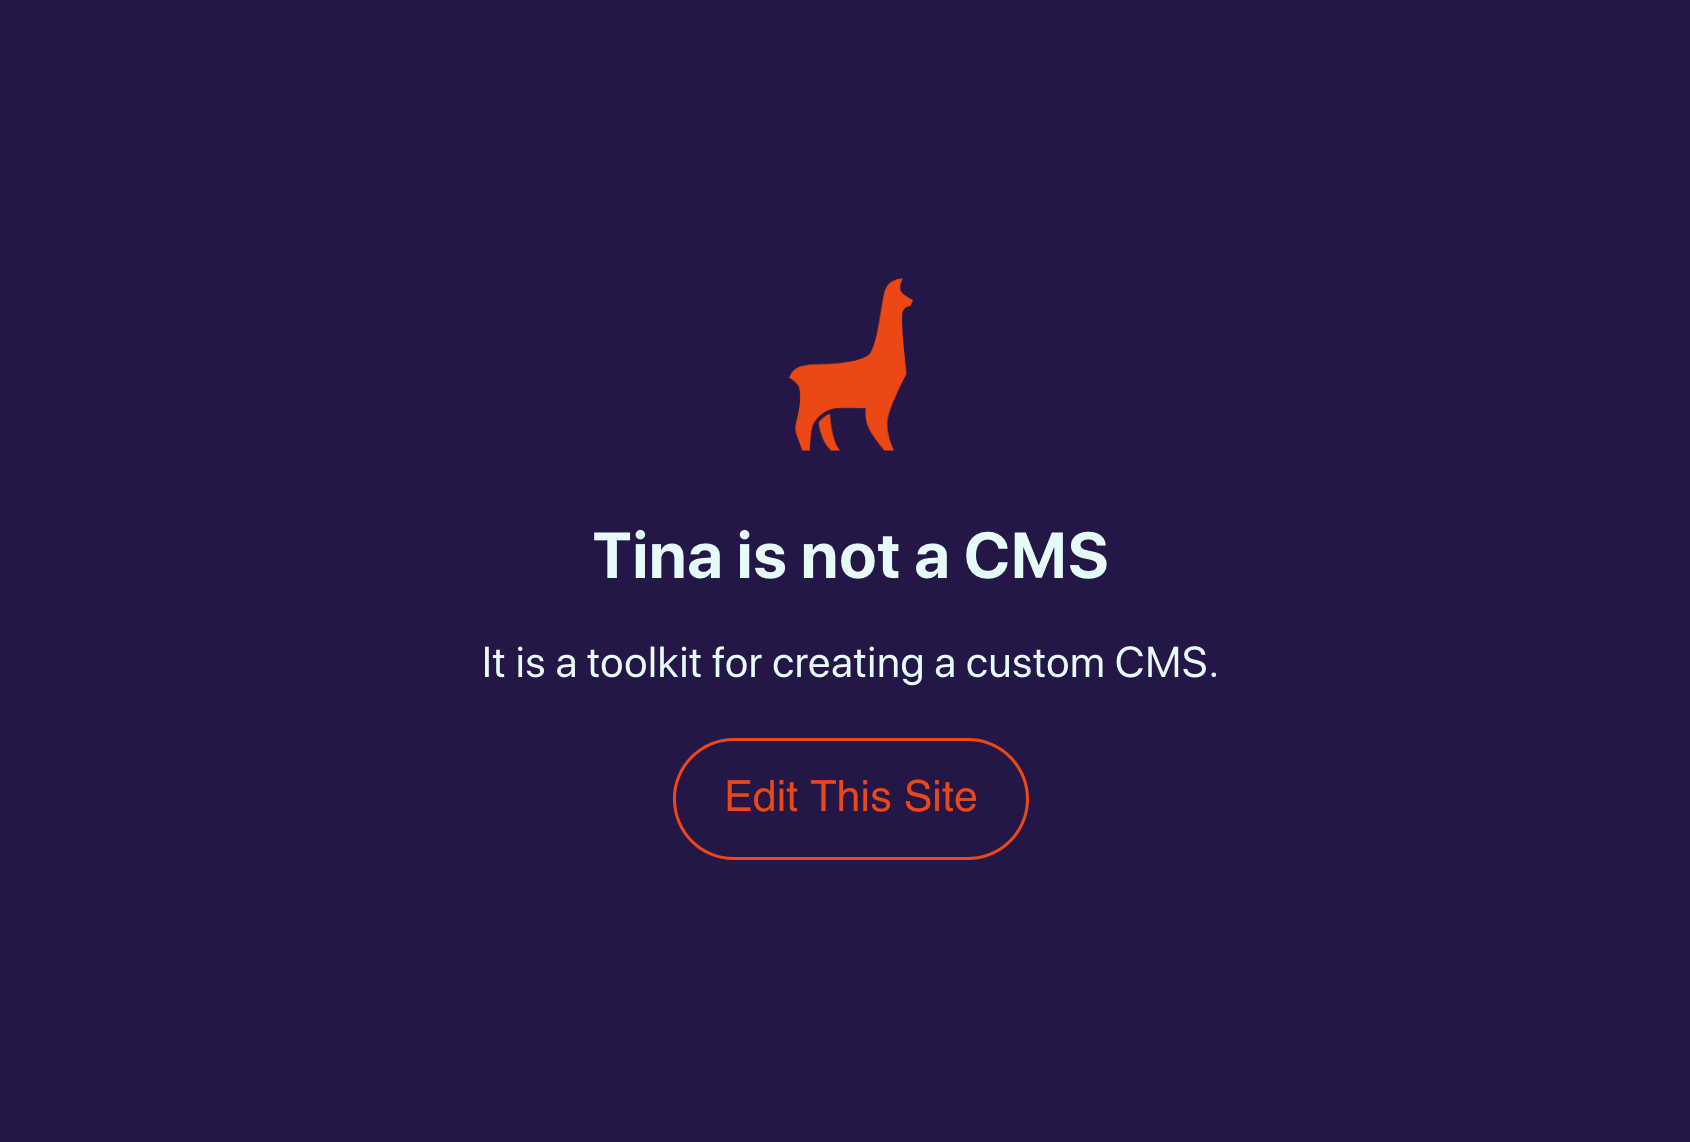 Tina is not a CMS
It is a toolkit for creating a custom CMS.
Edit This Site